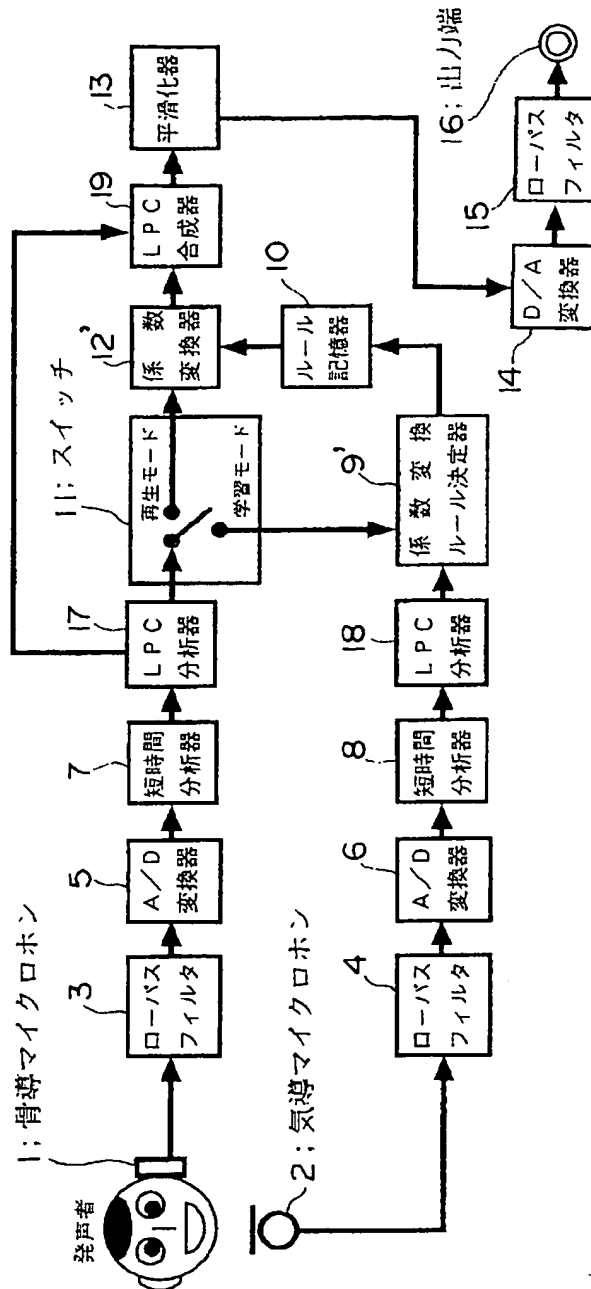 発声者
1;骨導マイクロホン
3
ローパス
フィルタ
5
A/D
変換器
7
短時間
分析器
17
LPC
分析器
11;スイッチ
再生モード
学習モード
12'
係数
変換器
19
LPC
合成器
13
平滑化器
2;気導マイクロホン
4
ローパス
フィルタ
6
A/D
変換器
8
短時間
分析器
18
LPC
分析器
9'
係数変換
ルール決定器
10
ルール
記憶器
14
D/A
変換器
15
ローパス
フィルタ
16;出力端